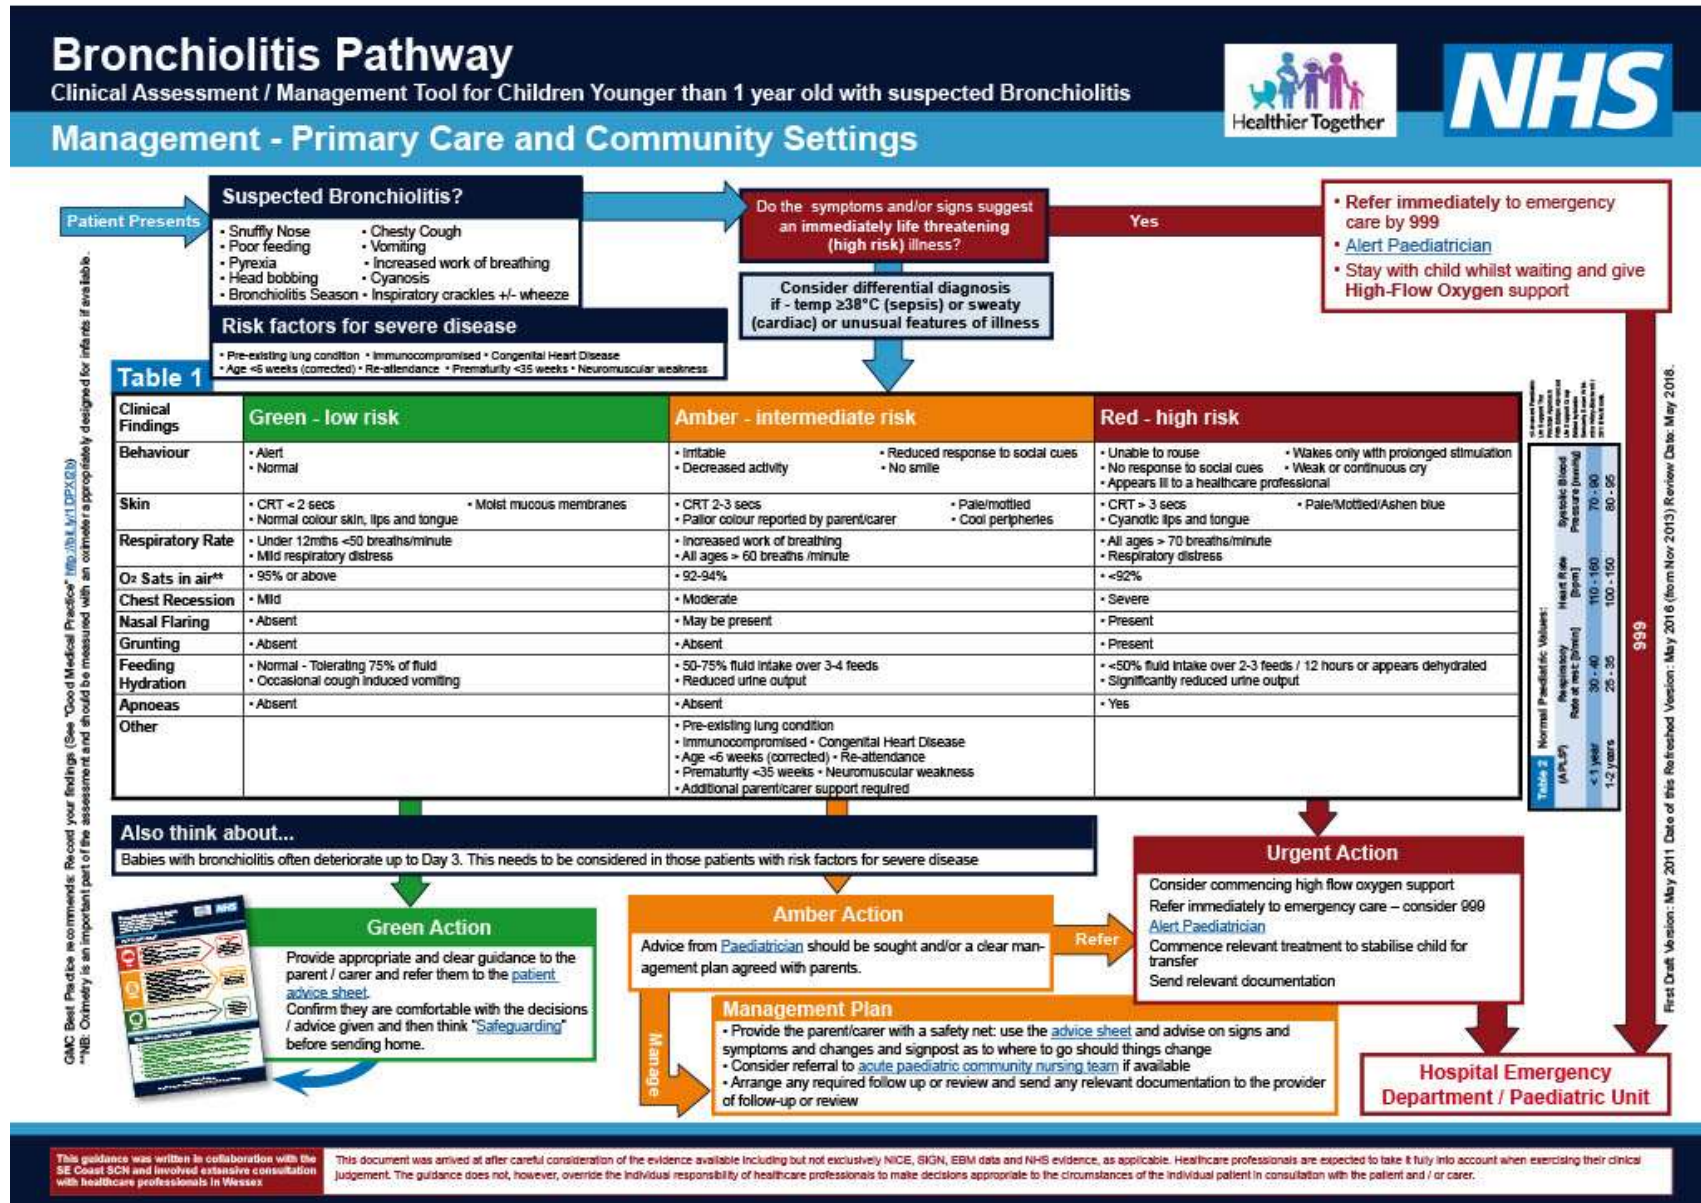 Bronchiolitis Pathway
Clinical Assessment / Management Tool for Children Younger than 1 year old with suspected Bronchiolitis
Healthier Together
NHS
Management - Primary Care and Community Settings
Patient Presents
Suspected Bronchiolitis?
• Snuffly Nose • Chesty Cough
• Poor feeding • Vomiting
• Pyrexia • Increased work of breathing
• Head bobbing • Cyanosis
• Bronchiolitis Season • Inspiratory crackles +/- wheeze
Risk factors for severe disease
• Pre-existing lung condition • Immunocompromised • Congenital Heart Disease
• Age <6 weeks (corrected) • Re-attendance • Prematurity <35 weeks • Neuromuscular weakness
Do the symptoms and/or signs suggest
an immediately life threatening
(high risk) illness?
Yes
• Refer immediately to emergency
care by 999
• Alert Paediatrician
• Stay with child whilst waiting and give
High-Flow Oxygen support
Consider differential diagnosis
if - temp ≥38°C (sepsis) or sweaty
(cardiac) or unusual features of illness
Table 1
Clinical
Findings
Green - low risk
Amber - intermediate risk
Red - high risk
Behaviour
• Alert
• Normal
• Irritable • Reduced response to social cues
• Decreased activity • No smile
• Unable to rouse • Wakes only with prolonged stimulation
• No response to social cues • Weak or continuous cry
• Appears ill to a healthcare professional
Skin
• CRT < 2 secs • Moist mucous membranes
• Normal colour skin, lips and tongue
• CRT 2-3 secs • Pale/mottled
• Pallor colour reported by parent/carer • Cool peripheries
• CRT > 3 secs • Pale/Mottled/Ashen blue
• Cyanotic lips and tongue
Respiratory Rate
• Under 12mths <50 breaths/minute
• Mild respiratory distress
• Increased work of breathing
• All ages > 60 breaths /minute
• All ages > 70 breaths/minute
• Respiratory distress
O2 Sats in air**
• 95% or above
• 92-94%
• <92%
Chest Recession
• Mild
• Moderate
• Severe
Nasal Flaring
• Absent
• May be present
• Present
Grunting
• Absent
• Absent
• Present
Feeding
Hydration
• Normal - Tolerating 75% of fluid
• Occasional cough induced vomiting
• 50-75% fluid intake over 3-4 feeds
• Reduced urine output
• <50% fluid intake over 2-3 feeds / 12 hours or appears dehydrated
• Significantly reduced urine output
Apnoeas
• Absent
• Absent
• Yes
Other
• Pre-existing lung condition
• Immunocompromised • Congenital Heart Disease
• Age <6 weeks (corrected) • Re-attendance
• Prematurity <35 weeks • Neuromuscular weakness
• Additional parent/carer support required
Table 2 Normal Paediatric Values:
(APLS†) Respiratory Rate at rest: [b/min] Heart Rate [bpm] Systolic Blood Pressure [mmHg]
< 1 year 30 - 40 110 - 160 70 - 90
1-2 years 25 - 35 100 - 150 80 - 95
999
Also think about...
Babies with bronchiolitis often deteriorate up to Day 3. This needs to be considered in those patients with risk factors for severe disease
Green Action
Provide appropriate and clear guidance to the
parent / carer and refer them to the patient
advice sheet.
Confirm they are comfortable with the decisions
/ advice given and then think "Safeguarding"
before sending home.
Amber Action
Advice from Paediatrician should be sought and/or a clear man-
agement plan agreed with parents.
Refer
Manage
Management Plan
• Provide the parent/carer with a safety net: use the advice sheet and advise on signs and
symptoms and changes and signpost as to where to go should things change
• Consider referral to acute paediatric community nursing team if available
• Arrange any required follow up or review and send any relevant documentation to the provider
of follow-up or review
Urgent Action
Consider commencing high flow oxygen support
Refer immediately to emergency care – consider 999
Alert Paediatrician
Commence relevant treatment to stabilise child for
transfer
Send relevant documentation
Hospital Emergency
Department / Paediatric Unit
GMC Best Practice recommends: Record your findings (See "Good Medical Practice" http://bit.ly/1DPXl2b)
**NB: Oximetry is an important part of the assessment and should be measured with an oximeter appropriately designed for infants if available.
First Draft Version: May 2011 Date of this Refreshed Version: May 2016 (from Nov 2013) Review Date: May 2018.
This guidance was written in collaboration with the
SE Coast SCN and involved extensive consultation
with healthcare professionals in Wessex
This document was arrived at after careful consideration of the evidence available including but not exclusively NICE, SIGN, EBM data and NHS evidence, as applicable. Healthcare professionals are expected to take it fully into account when exercising their clinical
judgement. The guidance does not, however, override the individual responsibility of healthcare professionals to make decisions appropriate to the circumstances of the individual patient in consultation with the patient and / or carer.